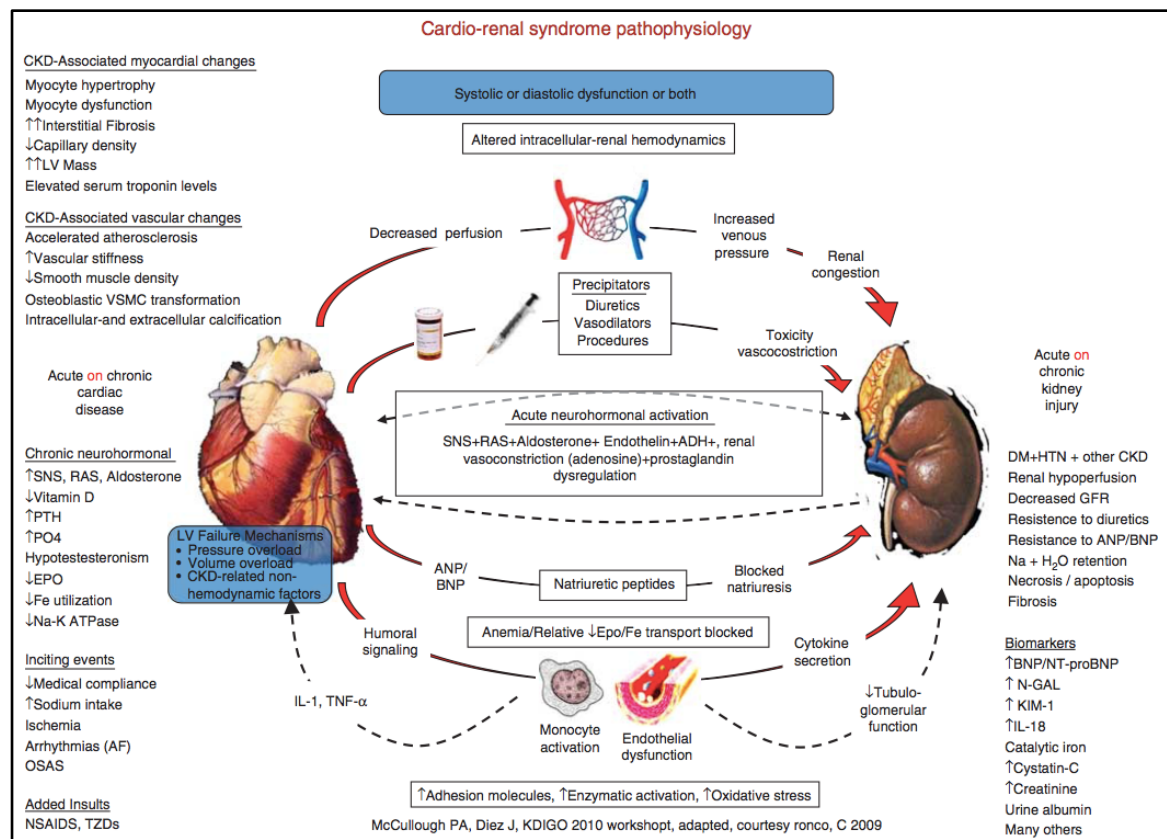 Cardio-renal syndrome pathophysiology
CKD-Associated myocardial changes
Myocyte hypertrophy
Myocyte dysfunction
↑↑Interstitial Fibrosis
↓Capillary density
↑↑LV Mass
Elevated serum troponin levels
CKD-Associated vascular changes
Accelerated atherosclerosis
↑Vascular stiffness
↓Smooth muscle density
Osteoblastic VSMC transformation
Intracellular-and extracellular calcification
Acute on chronic
cardiac
disease
Chronic neurohormonal
↑SNS, RAS, Aldosterone
↓Vitamin D
↑PTH
↑PO4
Hypotestesteronism
↓EPO
↓Fe utilization
↓Na-K ATPase
Inciting events
↓Medical compliance
↑Sodium intake
Ischemia
Arrhythmias (AF)
OSAS
Added Insults
NSAIDS, TZDs
Systolic or diastolic dysfunction or both
Altered intracellular-renal hemodynamics
Decreased perfusion
Increased
venous
pressure
Renal
congestion
Precipitators
Diuretics
Vasodilators
Procedures
Toxicity
vascocostriction
Acute neurohormonal activation
SNS+RAS+Aldosterone+ Endothelin+ADH+, renal
vasoconstriction (adenosine)+prostaglandin
dysregulation
LV Failure Mechanisms
• Pressure overload
• Volume overload
• CKD-related non-
hemodynamic factors
ANP/
BNP
Natriuretic peptides
Blocked
natriuresis
Anemia/Relative ↓Epo/Fe transport blocked
Humoral
signaling
Cytokine
secretion
IL-1, TNF-α
Monocyte
activation
Endothelial
dysfunction
↓Tubulo-
glomerular
function
↑Adhesion molecules, ↑Enzymatic activation, ↑Oxidative stress
McCullough PA, Diez J, KDIGO 2010 workshopt, adapted, courtesy ronco, C 2009
Acute on
chronic
kidney
injury
DM+HTN + other CKD
Renal hypoperfusion
Decreased GFR
Resistence to diuretics
Resistance to ANP/BNP
Na + H₂O retention
Necrosis / apoptosis
Fibrosis
Biomarkers
↑BNP/NT-proBNP
↑ N-GAL
↑ KIM-1
↑IL-18
Catalytic iron
↑Cystatin-C
↑Creatinine
Urine albumin
Many others